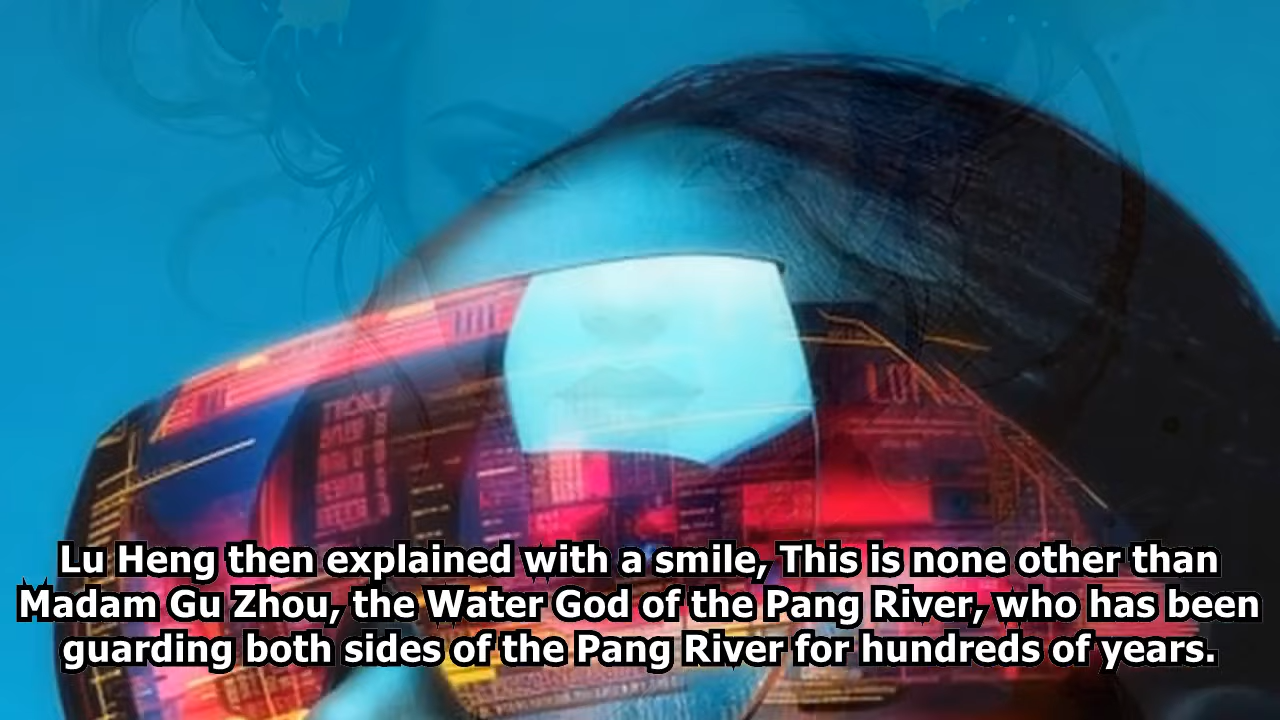 Lu Heng then explained with a smile, This is none other than
Madam Gu Zhou, the Water God of the Pang River, who has been
guarding both sides of the Pang River for hundreds of years.